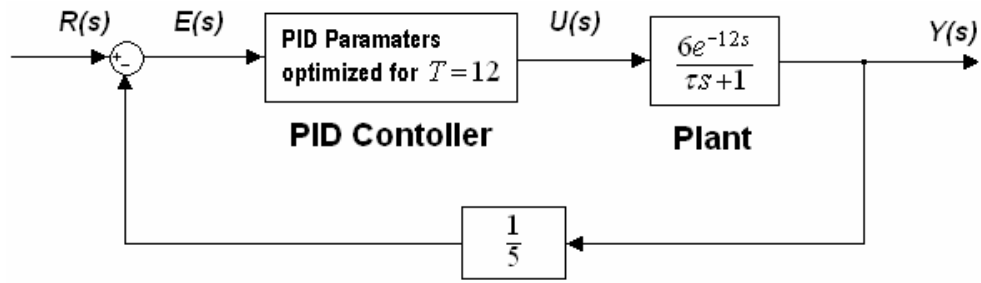 R(s)
E(s)
PID Paramaters
optimized for T = 12
U(s)
6e^{-12s}
τs+1
Y(s)
+
−
PID Contoller
Plant
1
5